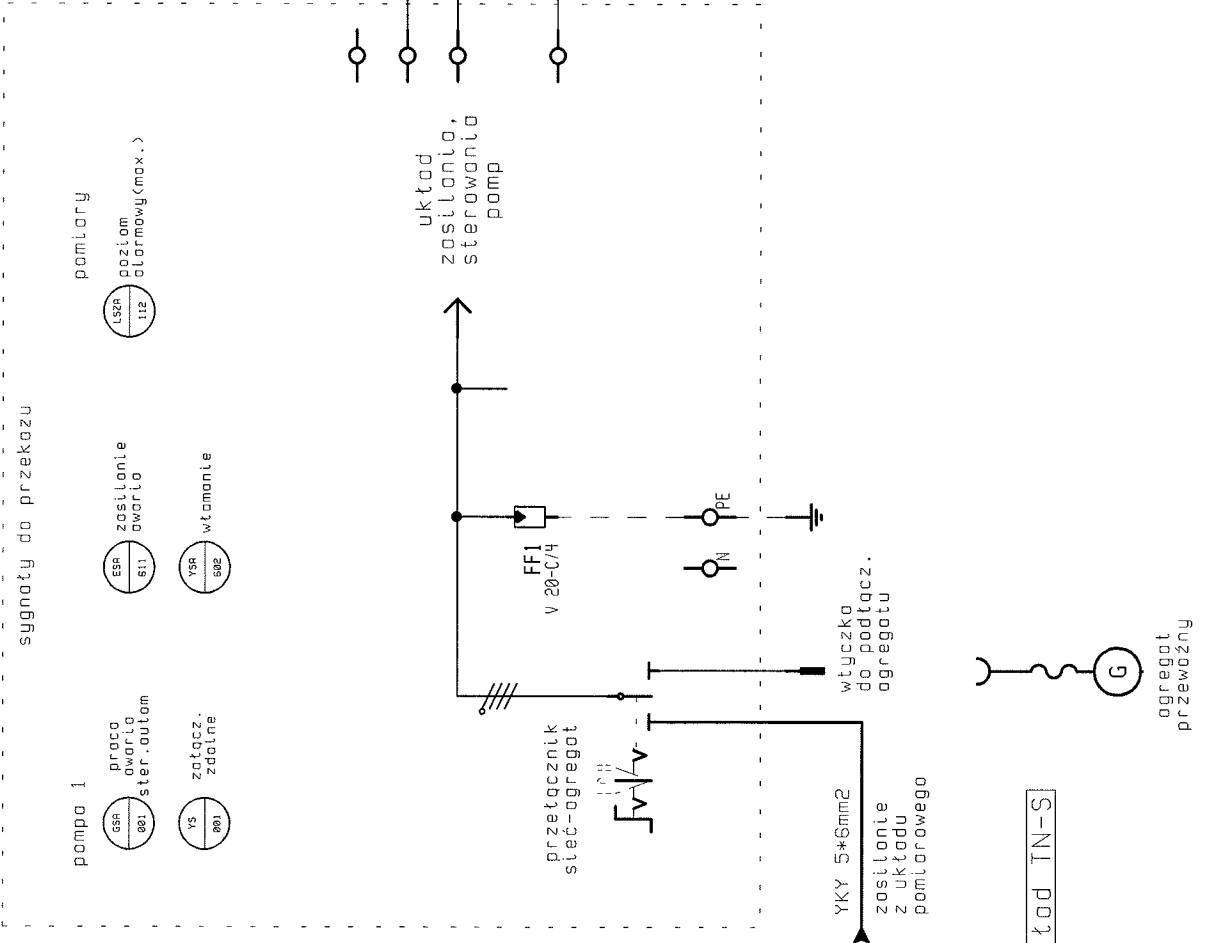 sygnały do przekazu
pompa 1
GSA
001
praca
awaria
ster.autom
YS
001
załącz.
zdalne
ESA
611
zasilanie
awaria
YSA
602
włamanie
pomiary
LSZA
112
poziom
alarmowy(max.)
układ
zasilania,
sterowania
pomp
FF1
V 20-C/4
PE
N
przełącznik
sieć-agregat
wtyczka
do podłącz.
agregatu
YKY 5*6mm2
zasilanie
z układu
pomiarowego
G
agregat
przewoźny
TN-S